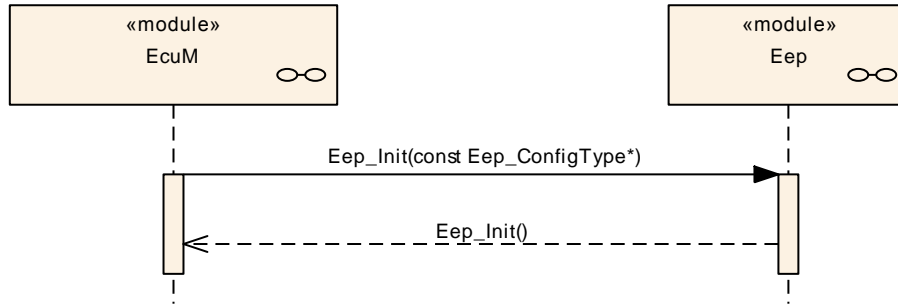 «module»
EcuM
«module»
Eep
Eep_Init(const Eep_ConfigType*)
Eep_Init()